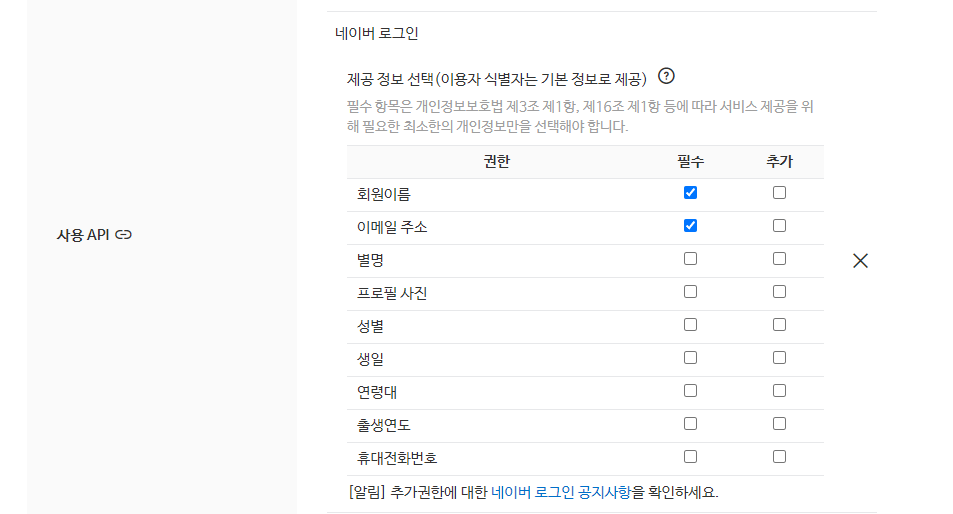 네이버 로그인
제공 정보 선택(이용자 식별자는 기본 정보로 제공)
필수 항목은 개인정보보호법 제3조 제1항, 제16조 제1항 등에 따라 서비스 제공을 위
해 필요한 최소한의 개인정보만을 선택해야 합니다.
권한 필수 추가
회원이름
이메일 주소
사용 API
별명
프로필 사진
성별
생일
연령대
출생연도
휴대전화번호
[알림] 추가권한에 대한 네이버 로그인 공지사항을 확인하세요.